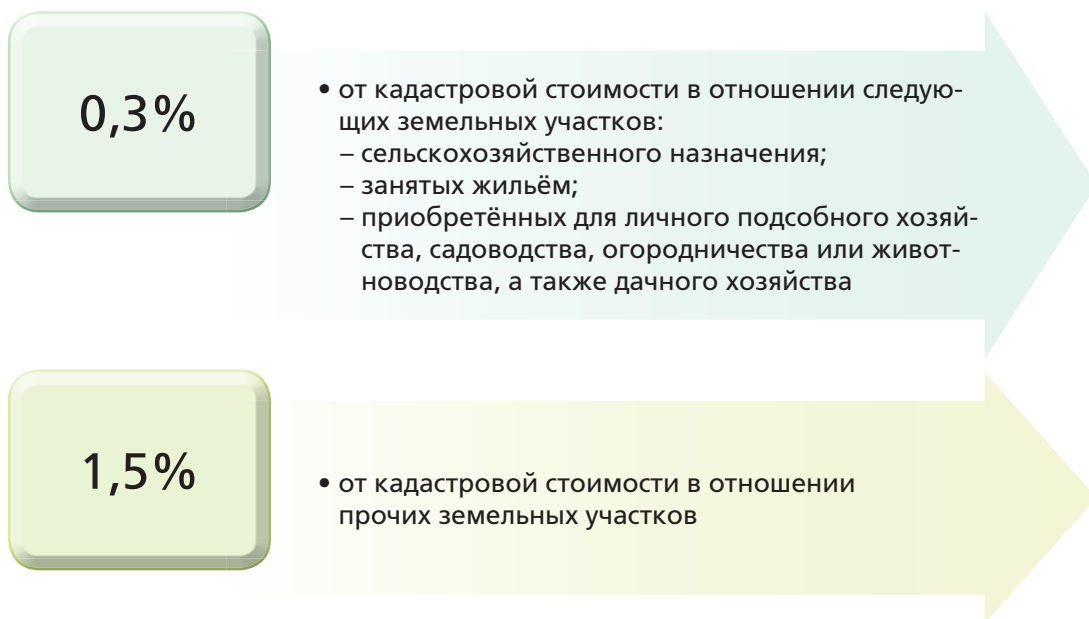 0,3%
• от кадастровой стоимости в отношении следую-
щих земельных участков:
– сельскохозяйственного назначения;
– занятых жильём;
– приобретённых для личного подсобного хозяй-
ства, садоводства, огородничества или живот-
новодства, а также дачного хозяйства
1,5%
• от кадастровой стоимости в отношении
прочих земельных участков